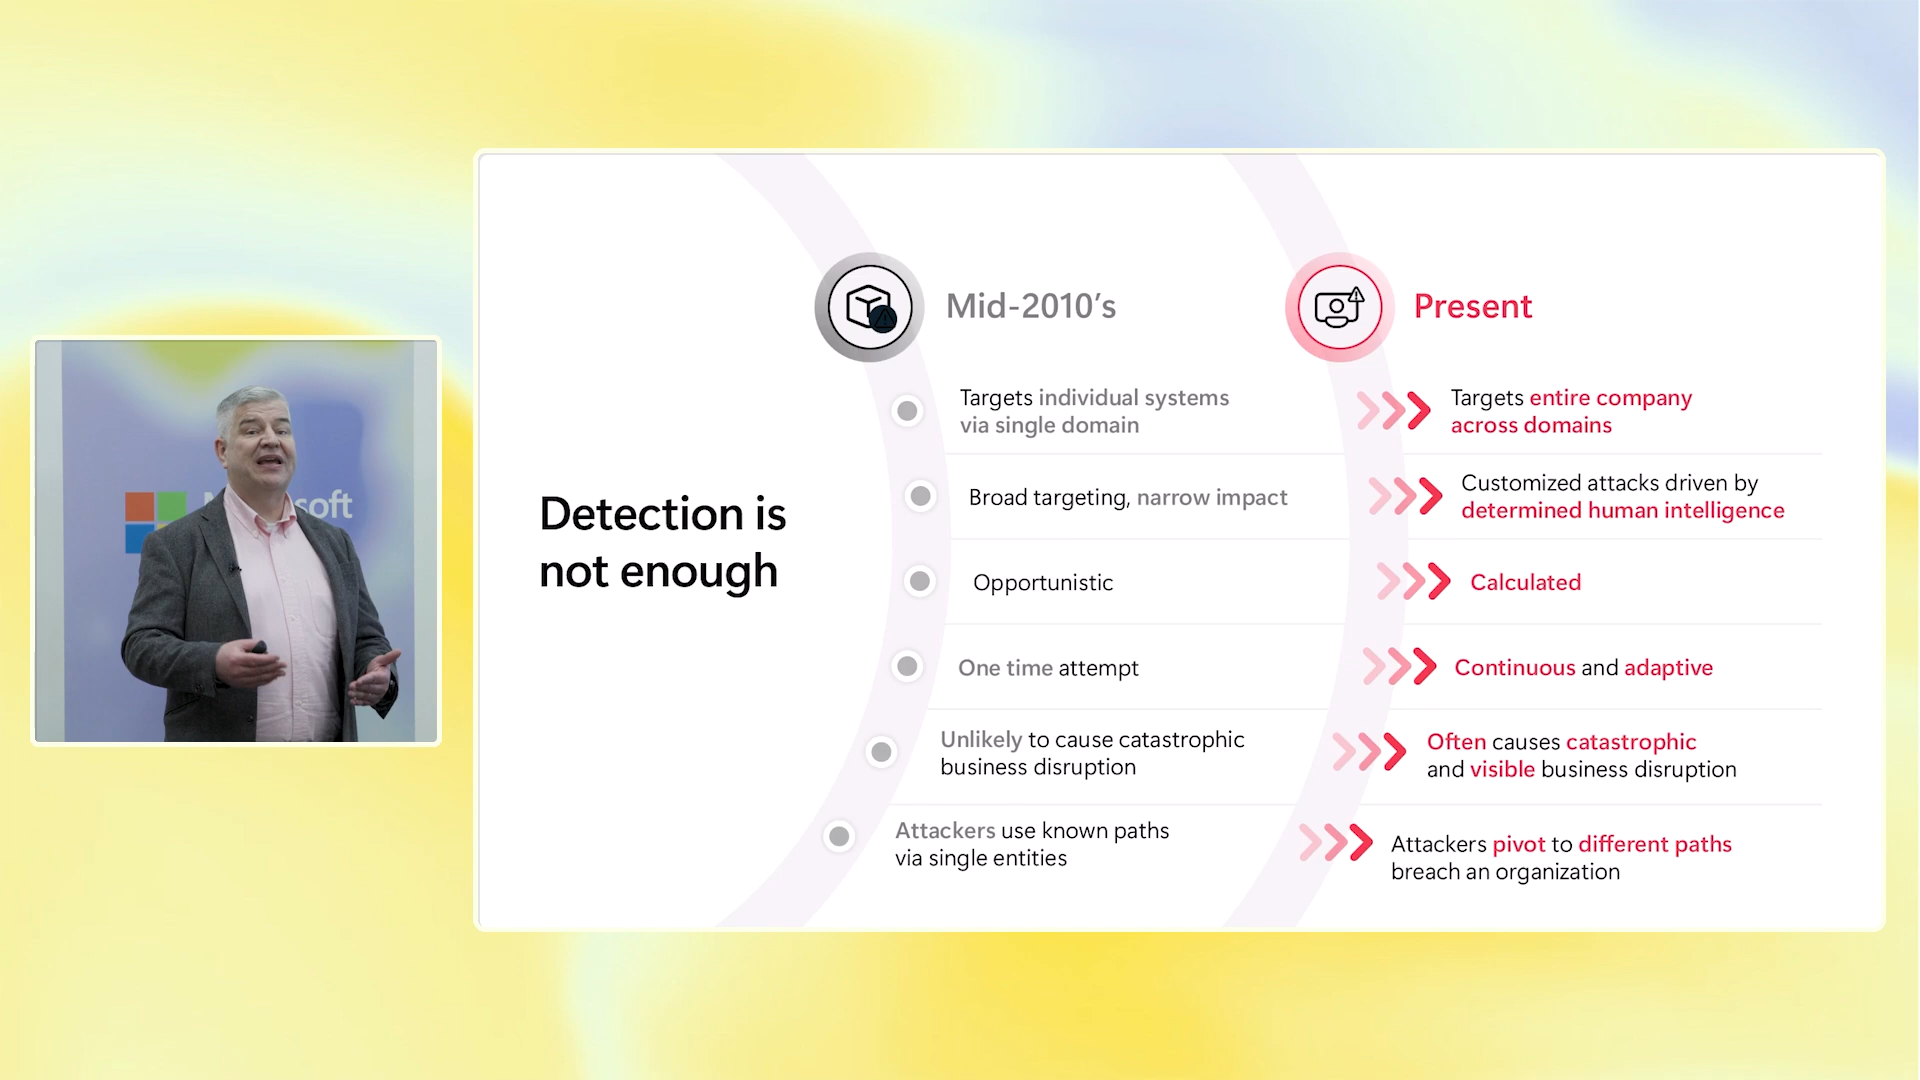 Microsoft
Detection is
not enough
Mid-2010's
Targets individual systems
via single domain
Broad targeting, narrow impact
Opportunistic
One time attempt
Unlikely to cause catastrophic
business disruption
Attackers use known paths
via single entities
Present
Targets entire company
across domains
Customized attacks driven by
determined human intelligence
Calculated
Continuous and adaptive
Often causes catastrophic
and visible business disruption
Attackers pivot to different paths
breach an organization